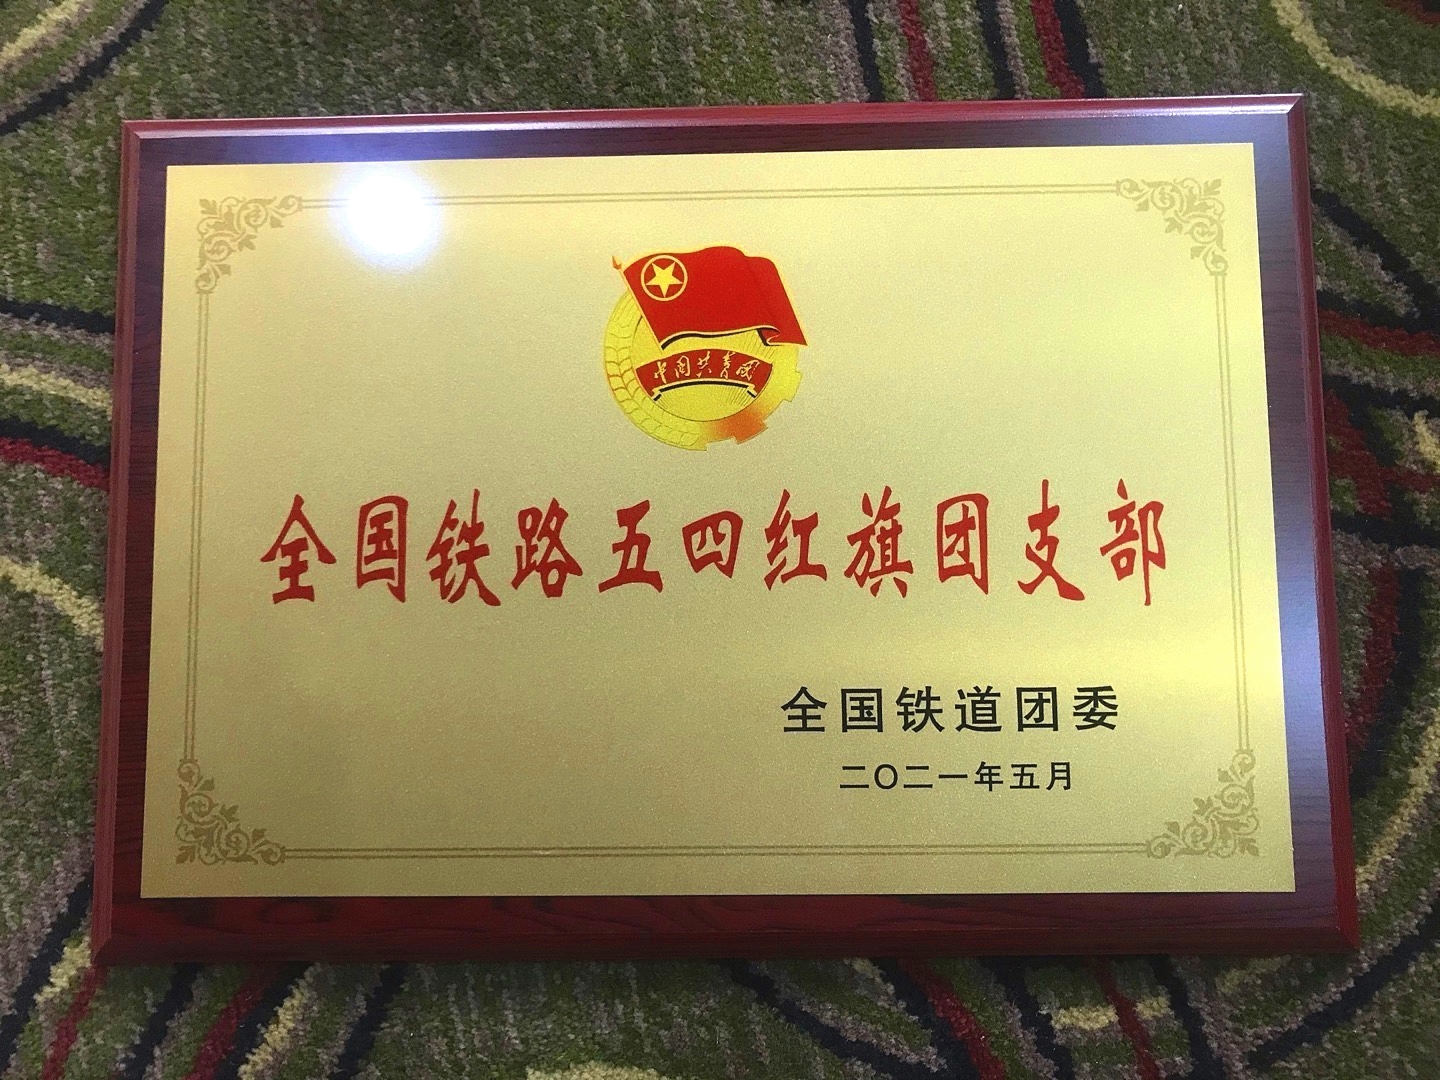 中国共青团
全国铁路五四红旗团支部
全国铁道团委
二〇二一年五月